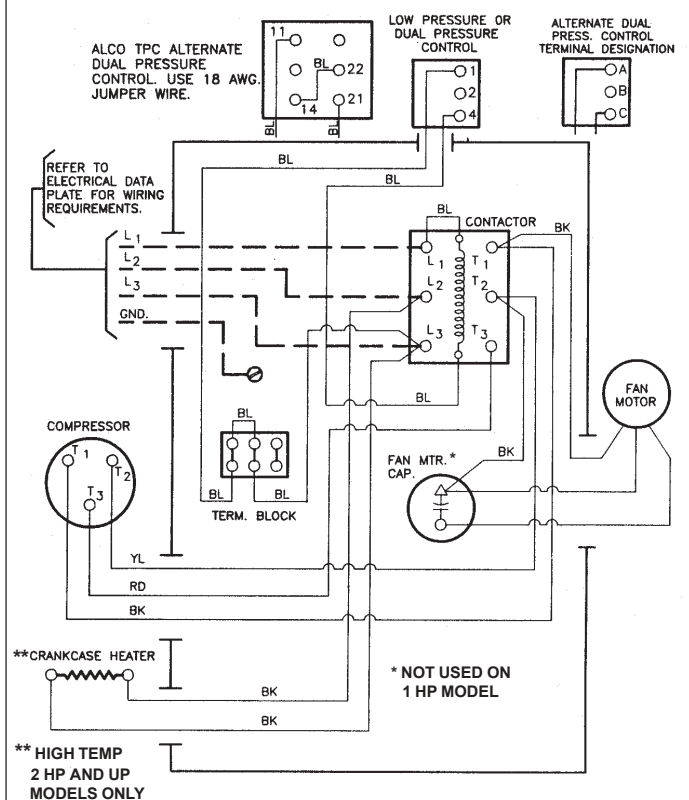 ALCO TPC ALTERNATE
DUAL PRESSURE
CONTROL. USE 18 AWG.
JUMPER WIRE.
11
BL
22
14
21
BL
BL
LOW PRESSURE OR
DUAL PRESSURE
CONTROL
1
2
4
ALTERNATE DUAL
PRESS. CONTROL
TERMINAL DESIGNATION
A
B
C
REFER TO
ELECTRICAL DATA
PLATE FOR WIRING
REQUIREMENTS.
BL
BL
L1
L2
L3
GND.
BL
CONTACTOR
BK
L1
T1
L2
T2
L3
T3
BL
FAN
MOTOR
COMPRESSOR
T1
T2
T3
BL
BL
BL
TERM. BLOCK
FAN MTR.*
CAP.
BK
YL
RD
BK
**CRANKCASE HEATER
BK
BK
* NOT USED ON
1 HP MODEL
** HIGH TEMP
2 HP AND UP
MODELS ONLY